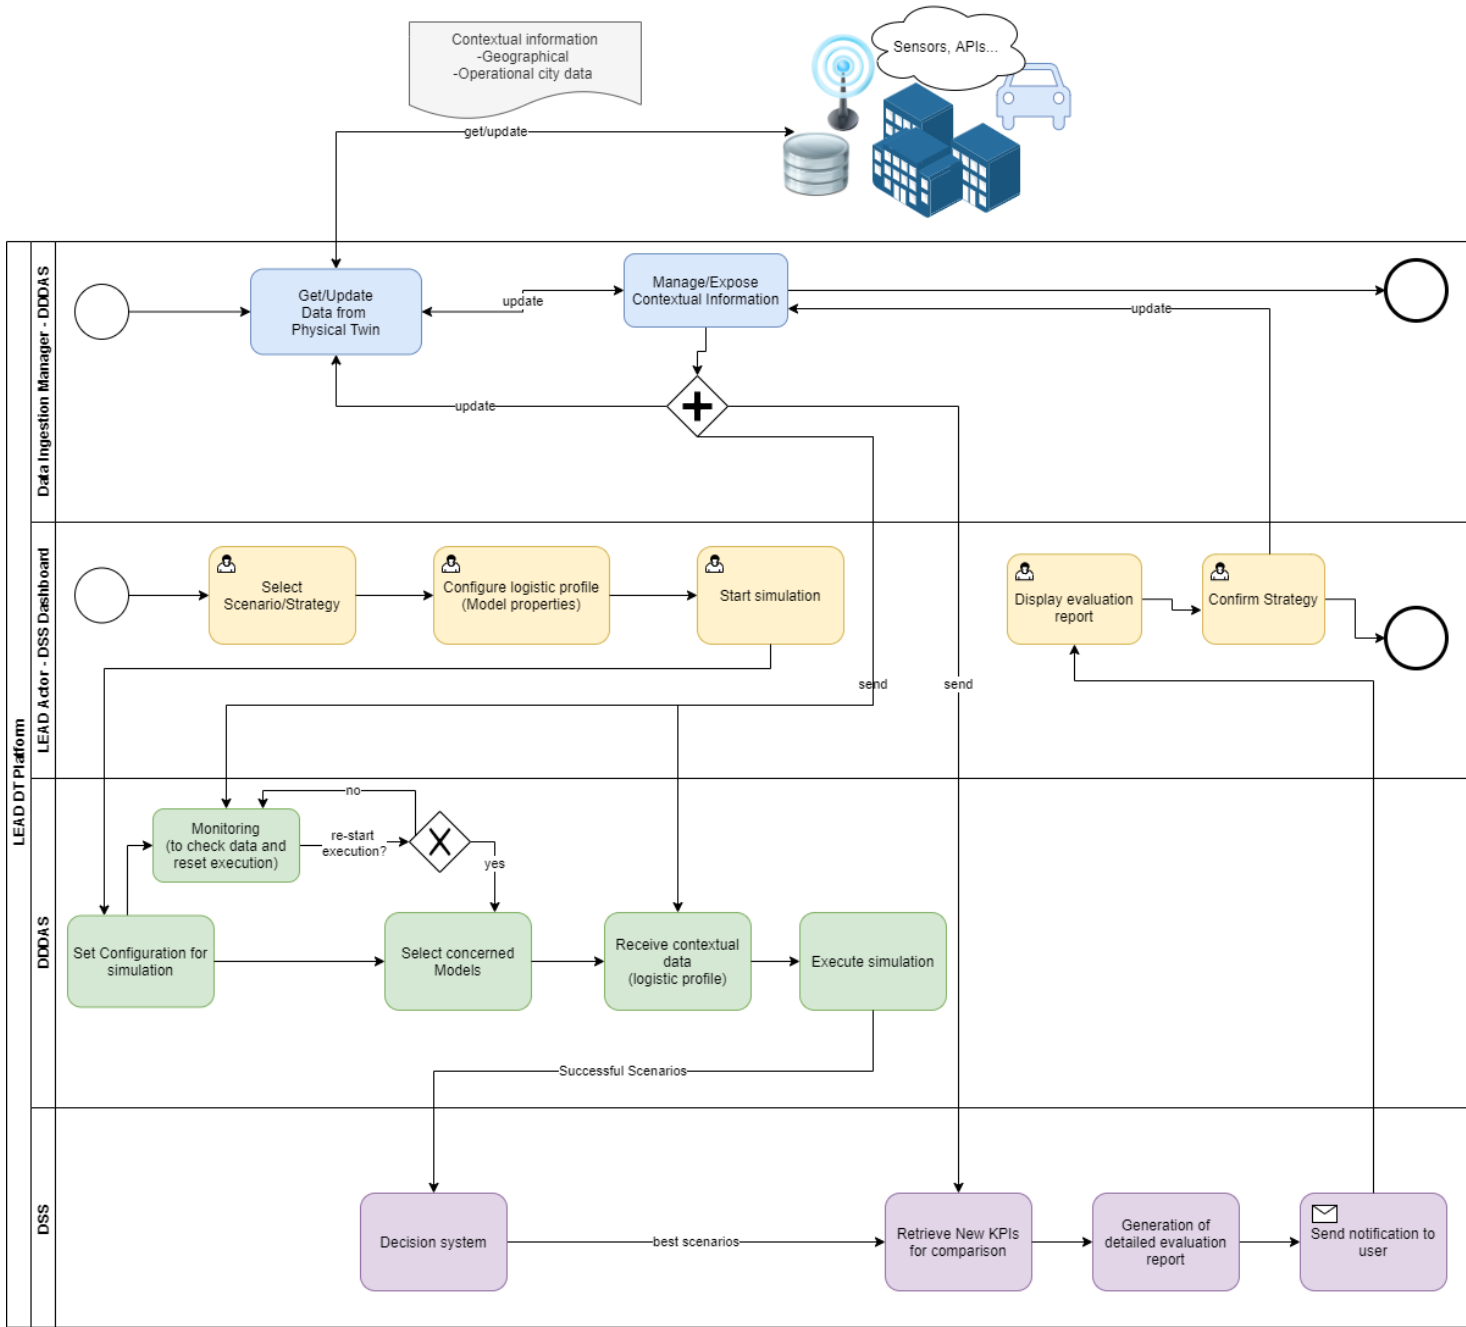 Contextual information
-Geographical
-Operational city data
Sensors, APIs...
get/update
LEAD DT Platform
Data Ingestion Manager - DDDAS
Get/Update
Data from
Physical Twin
update
Manage/Expose
Contextual Information
update
update
LEAD Actor - DSS Dashboard
Select
Scenario/Strategy
Configure logistic profile
(Model properties)
Start simulation
Display evaluation
report
Confirm Strategy
send
send
DDDAS
no
Monitoring
(to check data and
reset execution)
re-start
execution?
yes
Set Configuration for
simulation
Select concerned
Models
Receive contextual
data
(logistic profile)
Execute simulation
Successful Scenarios
DSS
Decision system
best scenarios
Retrieve New KPIs
for comparison
Generation of
detailed evaluation
report
Send notification to
user